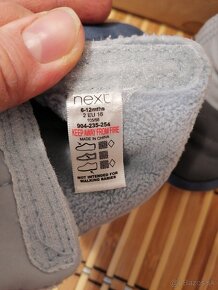 next
6-12mths
2 EU 18
904-235-254
KEEP AWAY FROM FIRE
MADE IN CHINA
NOT INTENDED FOR
WALKING BABIES